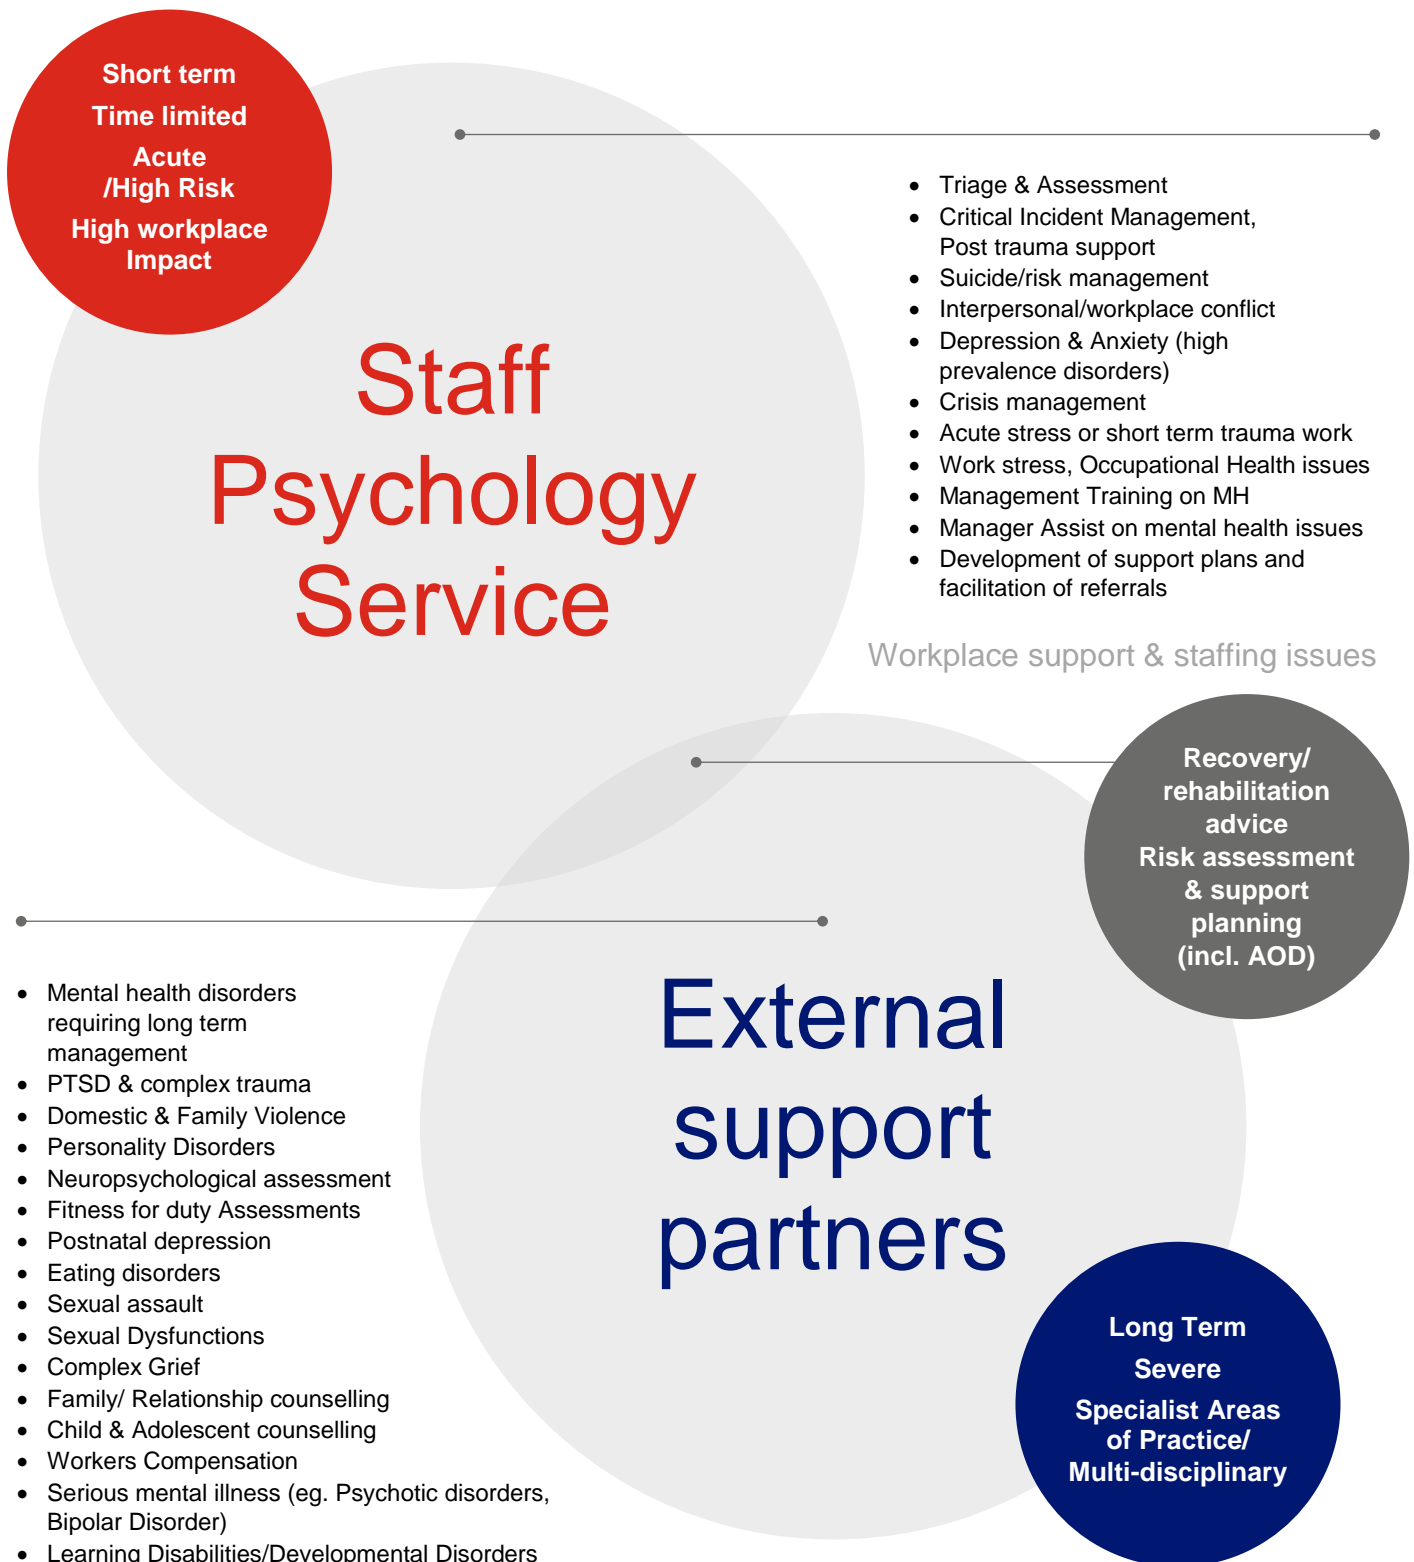 Short term
Time limited
Acute
/High Risk
High workplace
Impact
Staff
Psychology
Service
• Triage & Assessment
• Critical Incident Management,
Post trauma support
• Suicide/risk management
• Interpersonal/workplace conflict
• Depression & Anxiety (high
prevalence disorders)
• Crisis management
• Acute stress or short term trauma work
• Work stress, Occupational Health issues
• Management Training on MH
• Manager Assist on mental health issues
• Development of support plans and
facilitation of referrals
Workplace support & staffing issues
Recovery/
rehabilitation
advice
Risk assessment
& support
planning
(incl. AOD)
• Mental health disorders
requiring long term
management
• PTSD & complex trauma
• Domestic & Family Violence
• Personality Disorders
• Neuropsychological assessment
• Fitness for duty Assessments
• Postnatal depression
• Eating disorders
• Sexual assault
• Sexual Dysfunctions
• Complex Grief
• Family/ Relationship counselling
• Child & Adolescent counselling
• Workers Compensation
• Serious mental illness (eg. Psychotic disorders,
Bipolar Disorder)
• Learning Disabilities/Developmental Disorders
External
support
partners
Long Term
Severe
Specialist Areas
of Practice/
Multi-disciplinary